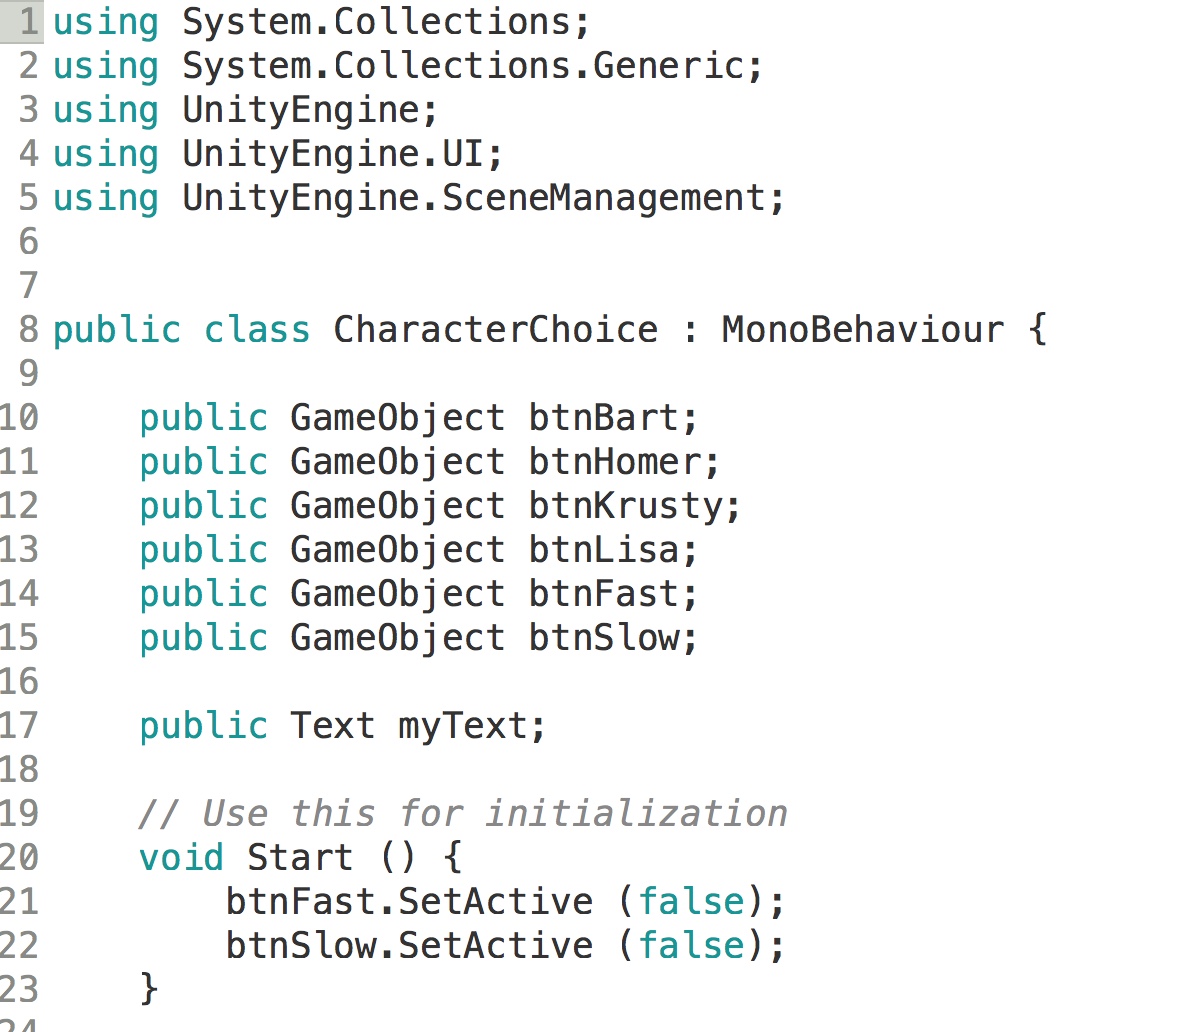 1 using System.Collections;
2 using System.Collections.Generic;
3 using UnityEngine;
4 using UnityEngine.UI;
5 using UnityEngine.SceneManagement;
6
7
8 public class CharacterChoice : MonoBehaviour {
9
10 public GameObject btnBart;
11 public GameObject btnHomer;
12 public GameObject btnKrusty;
13 public GameObject btnLisa;
14 public GameObject btnFast;
15 public GameObject btnSlow;
16
17 public Text myText;
18
19 // Use this for initialization
20 void Start () {
21 btnFast.SetActive (false);
22 btnSlow.SetActive (false);
23 }
24